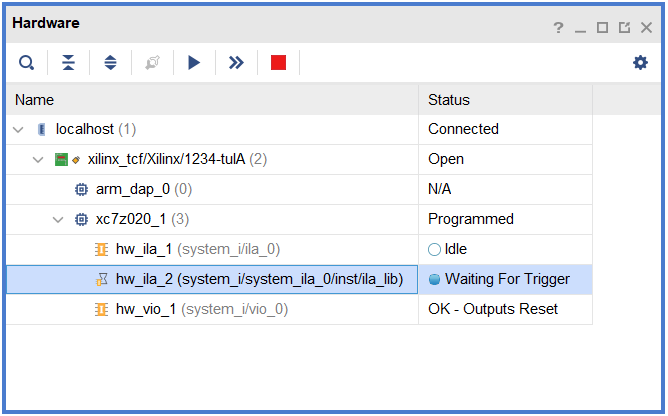 Hardware
Name Status
localhost (1) Connected
xilinx_tcf/Xilinx/1234-tulA (2) Open
arm_dap_0 (0) N/A
xc7z020_1 (3) Programmed
hw_ila_1 (system_i/ila_0) Idle
hw_ila_2 (system_i/system_ila_0/inst/ila_lib) Waiting For Trigger
hw_vio_1 (system_i/vio_0) OK - Outputs Reset